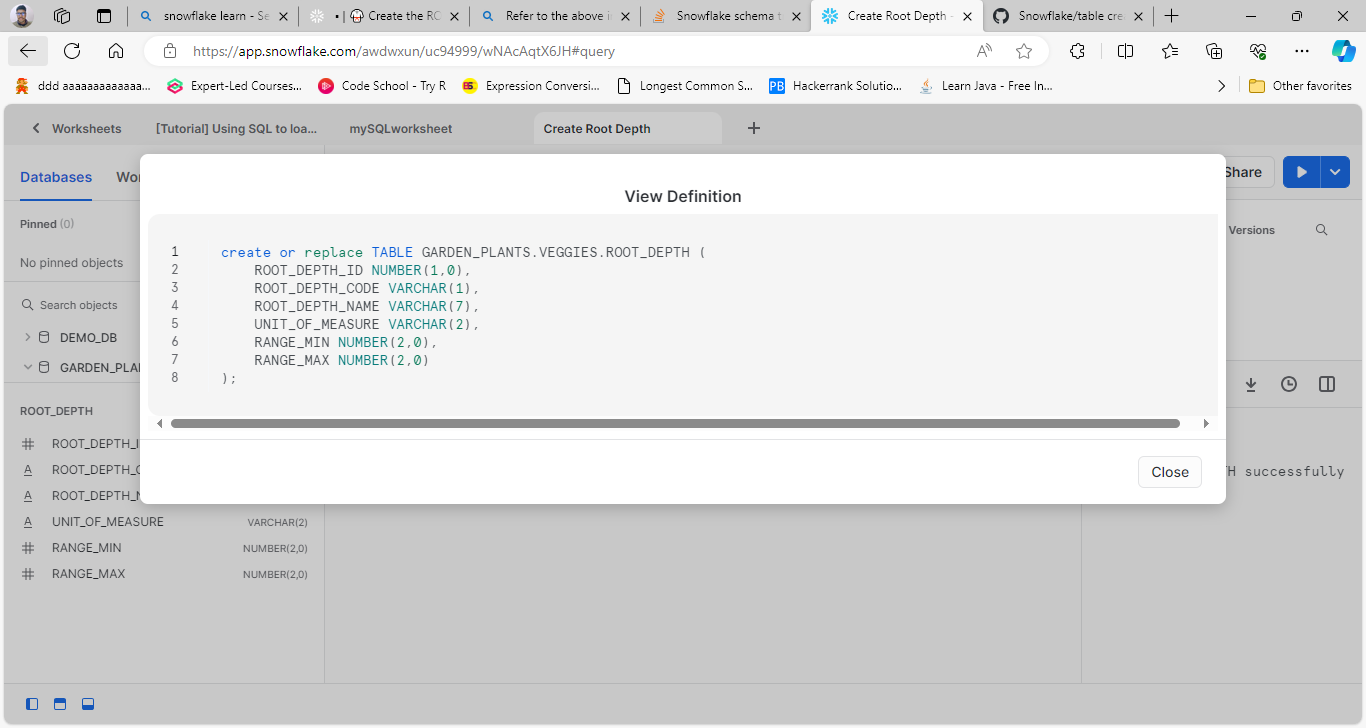 snowflake learn - Se
• | Create the RO
Refer to the above i
Snowflake schema t
Create Root Depth -
Snowflake/table cre
https://app.snowflake.com/awdwxun/uc94999/wNAcAqtX6JH#query
ddd aaaaaaaaaaaaa...
Expert-Led Courses...
Code School - Try R
Expression Conversi...
Longest Common S...
Hackerrank Solutio...
Learn Java - Free In...
Other favorites
Worksheets
[Tutorial] Using SQL to loa...
mySQLworksheet
Create Root Depth
Databases
Wor
Share
Pinned (0)
Versions
No pinned objects
Search objects
DEMO_DB
GARDEN_PLAN
View Definition
1 create or replace TABLE GARDEN_PLANTS.VEGGIES.ROOT_DEPTH (
2 ROOT_DEPTH_ID NUMBER(1,0),
3 ROOT_DEPTH_CODE VARCHAR(1),
4 ROOT_DEPTH_NAME VARCHAR(7),
5 UNIT_OF_MEASURE VARCHAR(2),
6 RANGE_MIN NUMBER(2,0),
7 RANGE_MAX NUMBER(2,0)
8 );
Close
ROOT_DEPTH
ROOT_DEPTH_I
ROOT_DEPTH_C
ROOT_DEPTH_N
UNIT_OF_MEASURE VARCHAR(2)
RANGE_MIN NUMBER(2,0)
RANGE_MAX NUMBER(2,0)
H successfully